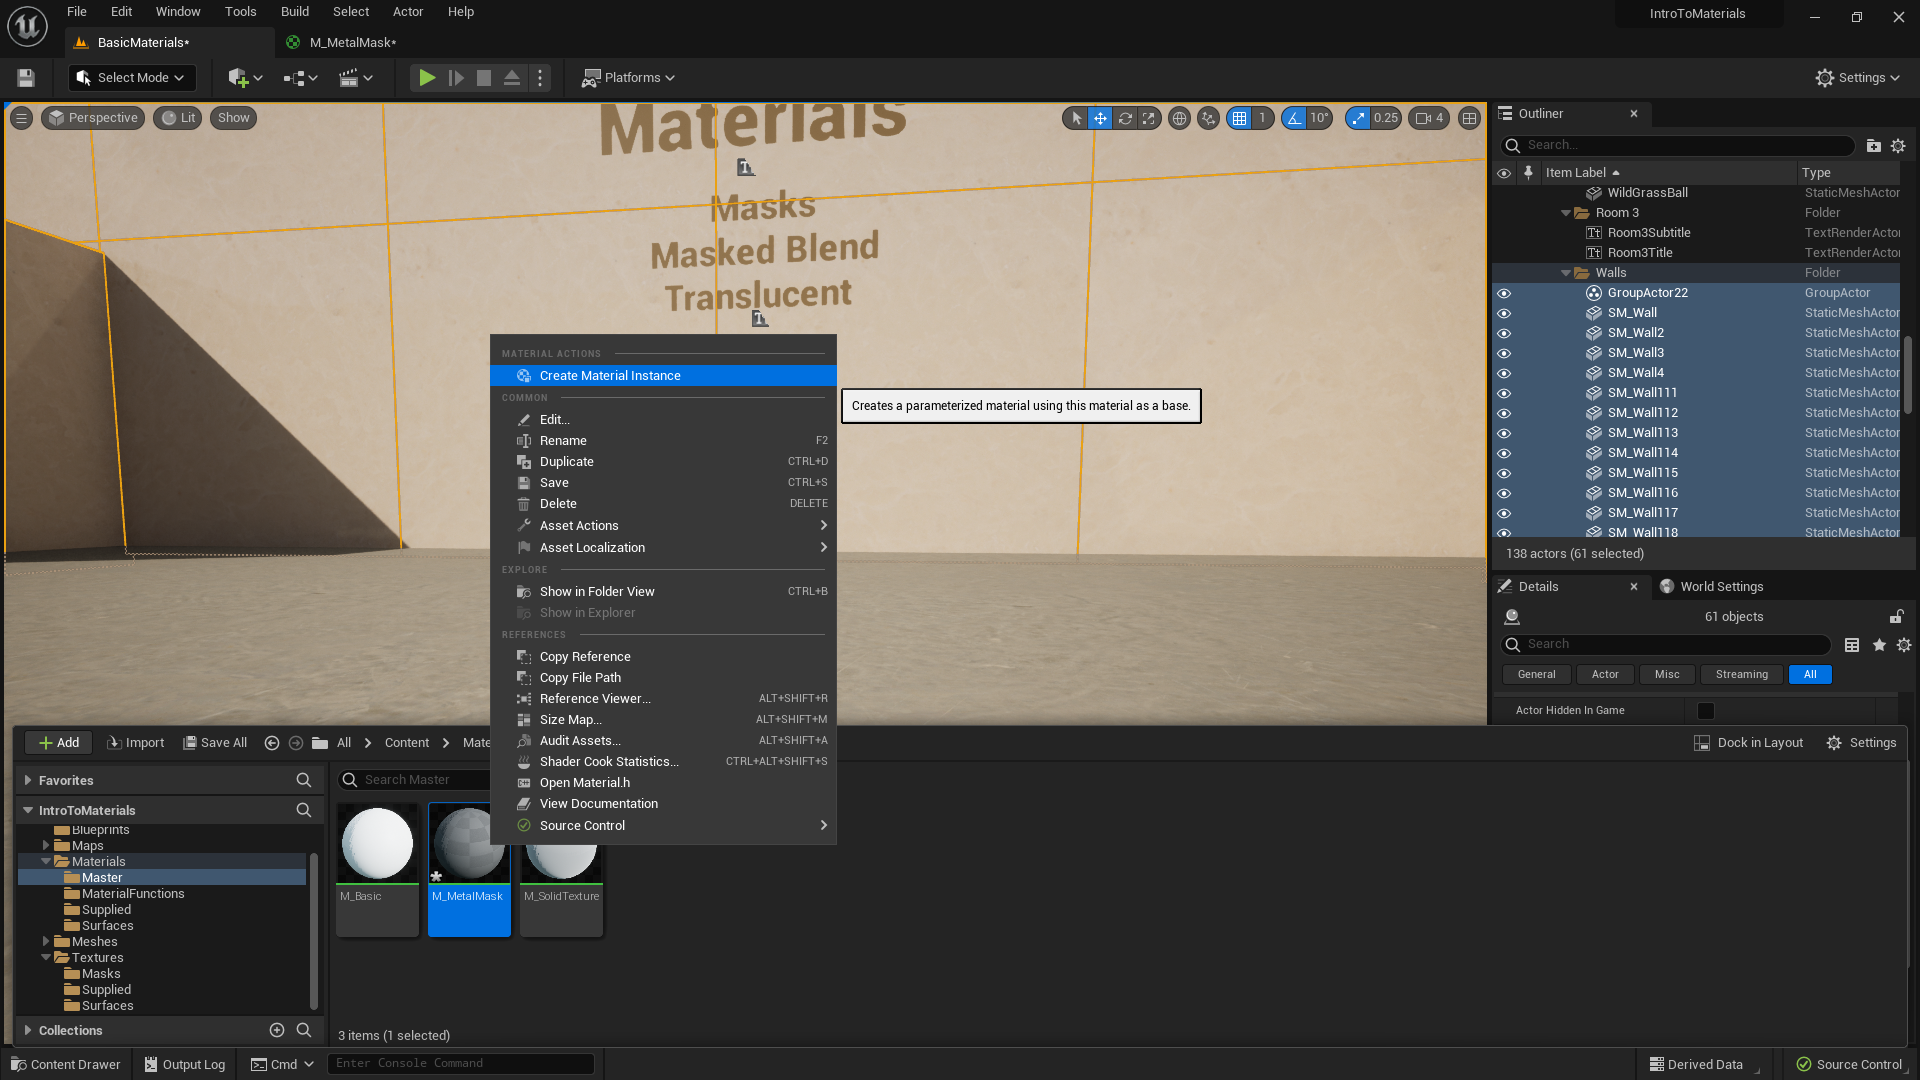 File Edit Window Tools Build Select Actor Help
IntroToMaterials
BasicMaterials*
M_MetalMask*
Select Mode
Platforms
Settings
Perspective
Lit
Show
1
10°
0.25
4
Materials
Masks
Masked Blend
Translucent
Outliner
Search...
Item Label
Type
WildGrassBall StaticMeshActor
Room 3 Folder
Room3Subtitle TextRenderActo
Room3Title TextRenderActo
Walls Folder
GroupActor22 GroupActor
SM_Wall StaticMeshActor
SM_Wall2 StaticMeshActor
SM_Wall3 StaticMeshActor
SM_Wall4 StaticMeshActor
SM_Wall111 StaticMeshActor
SM_Wall112 StaticMeshActor
SM_Wall113 StaticMeshActor
SM_Wall114 StaticMeshActor
SM_Wall115 StaticMeshActor
SM_Wall116 StaticMeshActor
SM_Wall117 StaticMeshActor
SM_Wall118 StaticMeshActor
138 actors (61 selected)
Details
World Settings
61 objects
Search
General Actor Misc Streaming All
Actor Hidden In Game
MATERIAL ACTIONS
Create Material Instance
Creates a parameterized material using this material as a base.
COMMON
Edit...
Rename F2
Duplicate CTRL+D
Save CTRL+S
Delete DELETE
Asset Actions
Asset Localization
EXPLORE
Show in Folder View CTRL+B
Show in Explorer
REFERENCES
Copy Reference
Copy File Path
Reference Viewer... ALT+SHIFT+R
Size Map... ALT+SHIFT+M
Audit Assets... ALT+SHIFT+A
Shader Cook Statistics... CTRL+ALT+SHIFT+S
Open Material.h
View Documentation
Source Control
Add
Import
Save All
All
Content
Mate
Dock in Layout
Settings
Favorites
IntroToMaterials
Blueprints
Maps
Materials
Master
MaterialFunctions
Supplied
Surfaces
Meshes
Textures
Masks
Supplied
Surfaces
Collections
Search Master
M_Basic
M_MetalMask
M_SolidTexture
3 items (1 selected)
Content Drawer
Output Log
Cmd
Enter Console Command
Derived Data
Source Control